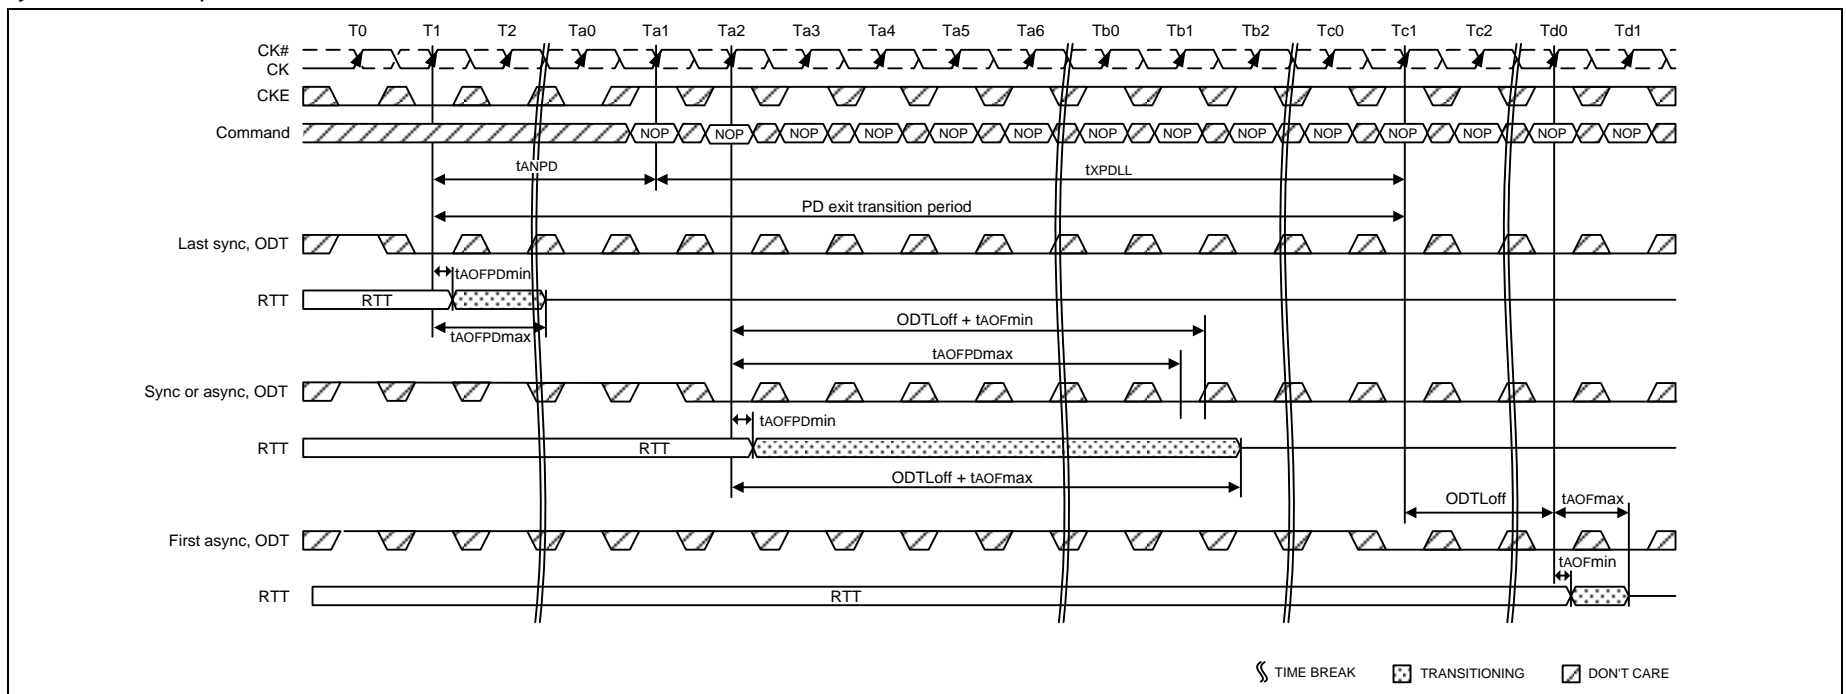 T0 T1 T2 Ta0 Ta1 Ta2 Ta3 Ta4 Ta5 Ta6 Tb0 Tb1 Tb2 Tc0 Tc1 Tc2 Td0 Td1
CK#
CK
CKE
Command NOP NOP NOP NOP NOP NOP NOP NOP NOP NOP NOP NOP NOP NOP
tANPD tXPDLL
PD exit transition period
Last sync, ODT
tAOFPDmin
RTT RTT
tAOFPDmax
ODTLoff + tAOFmin
tAOFPDmax
Sync or async, ODT
tAOFPDmin
RTT RTT
ODTLoff + tAOFmax
ODTLoff tAOFmax
First async, ODT
tAOFmin
RTT RTT
TIME BREAK TRANSITIONING DON'T CARE